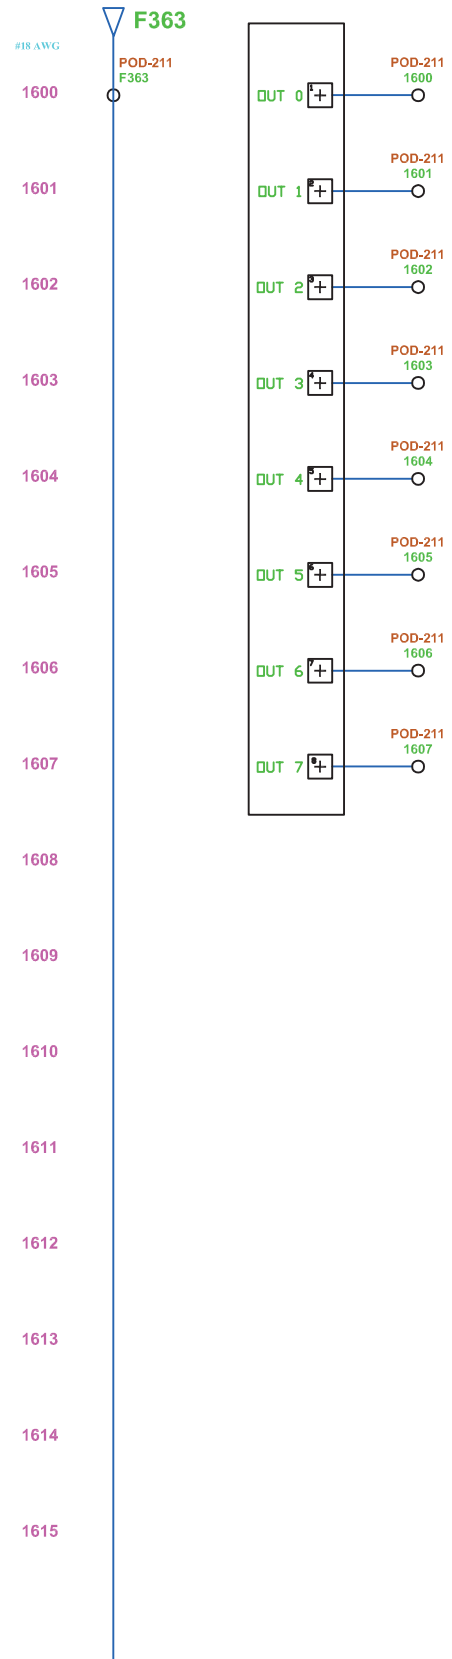 F363
#18 AWG
POD-211
F363
1600
OUT 0
1
POD-211
1600
1601
OUT 1
2
POD-211
1601
1602
OUT 2
3
POD-211
1602
1603
OUT 3
4
POD-211
1603
1604
OUT 4
5
POD-211
1604
1605
OUT 5
6
POD-211
1605
1606
OUT 6
7
POD-211
1606
1607
OUT 7
8
POD-211
1607
1608
1609
1610
1611
1612
1613
1614
1615